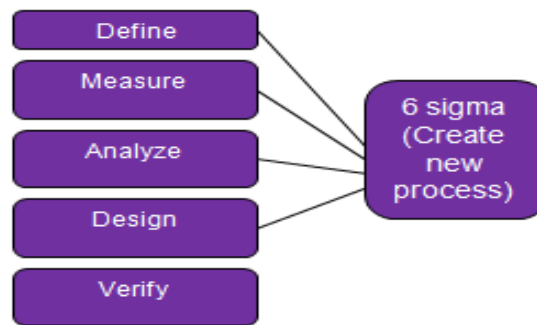 Define
Measure
Analyze
Design
Verify
6 sigma
(Create
new
process)